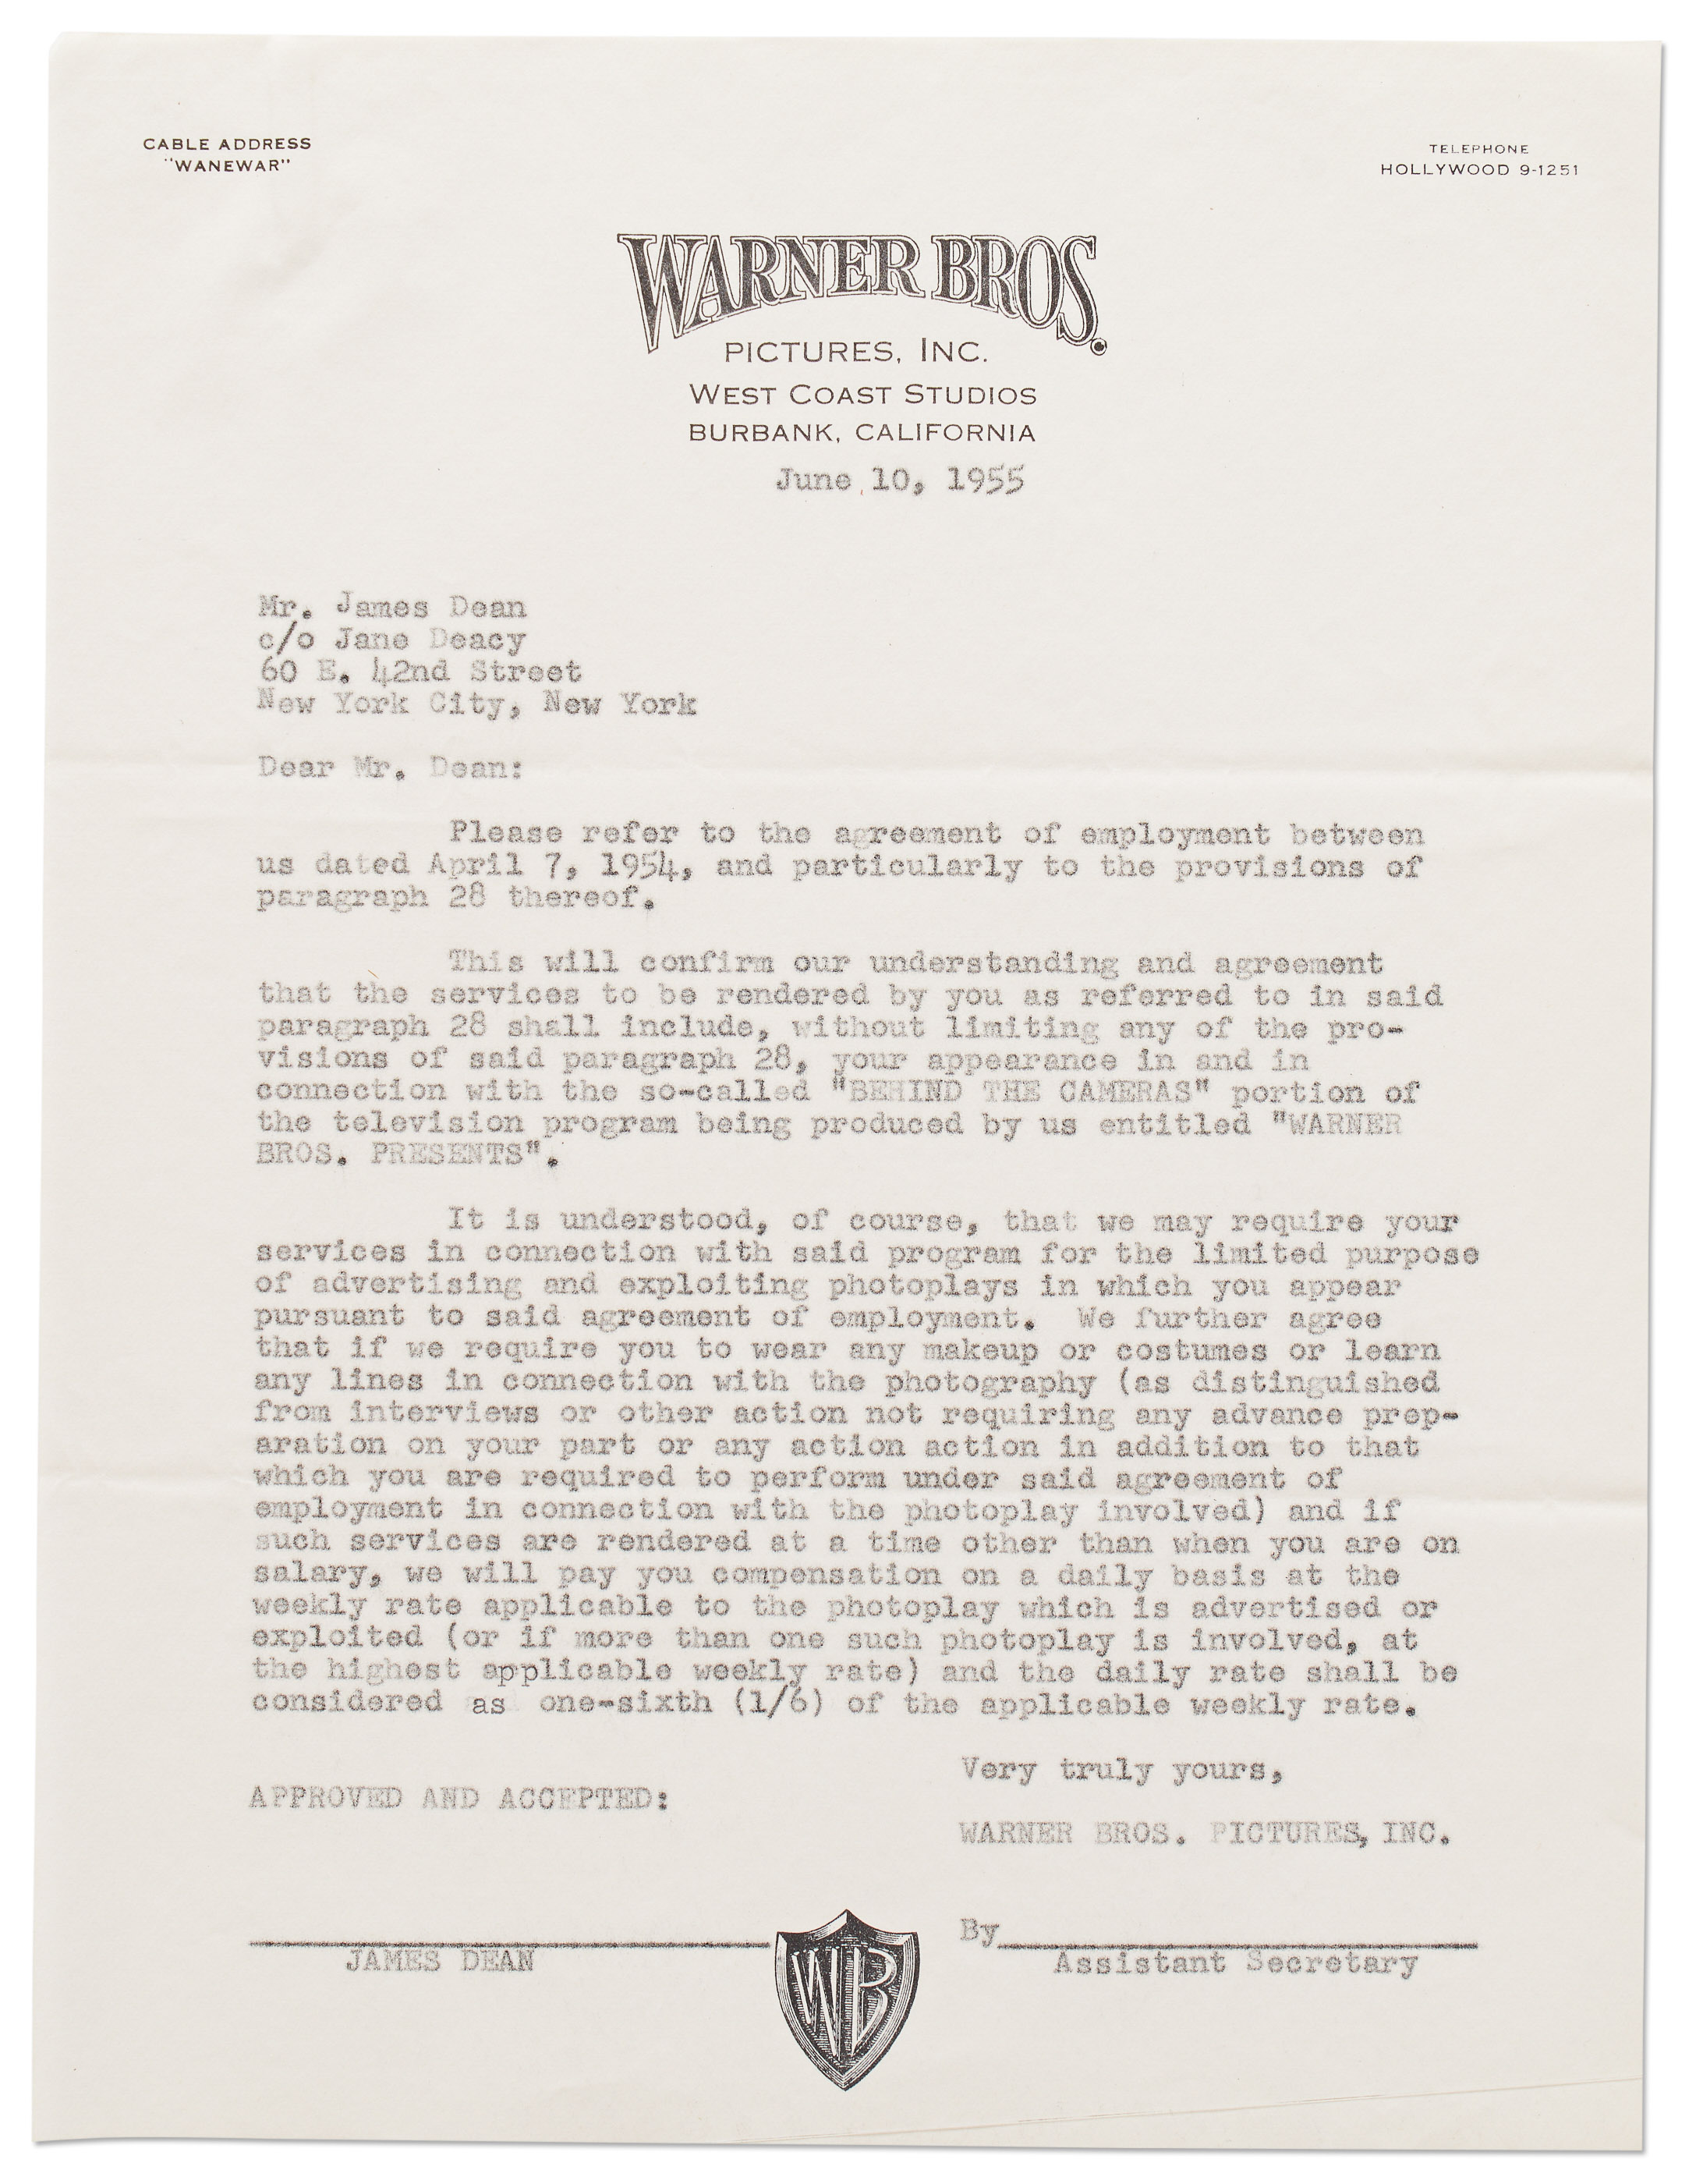 CABLE ADDRESS
"WANEWAR"
TELEPHONE
HOLLYWOOD 9-1251
WARNER BROS.
PICTURES, INC.
WEST COAST STUDIOS
BURBANK, CALIFORNIA
June 10, 1955
Mr. James Dean
c/o Jane Deacy
60 E. 42nd Street
New York City, New York
Dear Mr. Dean:
Please refer to the agreement of employment between
us dated April 7, 1954, and particularly to the provisions of
paragraph 28 thereof.
This will confirm our understanding and agreement
that the services to be rendered by you as referred to in said
paragraph 28 shall include, without limiting any of the pro-
visions of said paragraph 28, your appearance in and in
connection with the so-called "BEHIND THE CAMERAS" portion of
the television program being produced by us entitled "WARNER
BROS. PRESENTS".
It is understood, of course, that we may require your
services in connection with said program for the limited purpose
of advertising and exploiting photoplays in which you appear
pursuant to said agreement of employment. We further agree
that if we require you to wear any makeup or costumes or learn
any lines in connection with the photography (as distinguished
from interviews or other action not requiring any advance prep-
aration on your part or any action action in addition to that
which you are required to perform under said agreement of
employment in connection with the photoplay involved) and if
such services are rendered at a time other than when you are on
salary, we will pay you compensation on a daily basis at the
weekly rate applicable to the photoplay which is advertised or
exploited (or if more than one such photoplay is involved, at
the highest applicable weekly rate) and the daily rate shall be
considered as one-sixth (1/6) of the applicable weekly rate.
Very truly yours,
APPROVED AND ACCEPTED:
WARNER BROS. PICTURES, INC.
By
JAMES DEAN
Assistant Secretary
WB